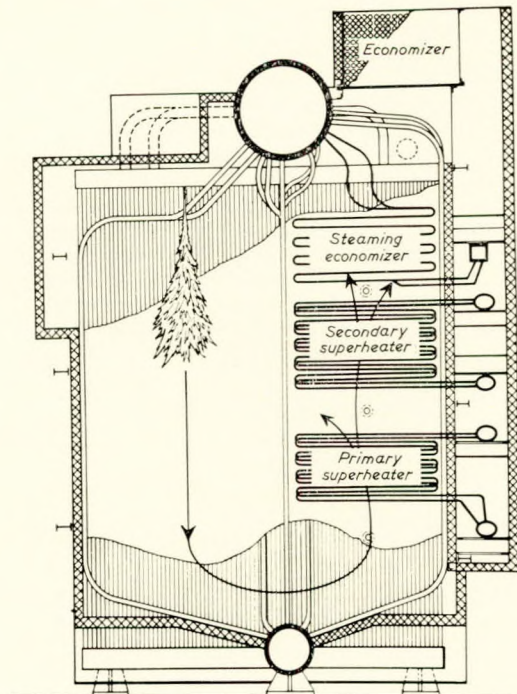 Economizer
Steaming
economizer
Secondary
superheater
Primary
superheater